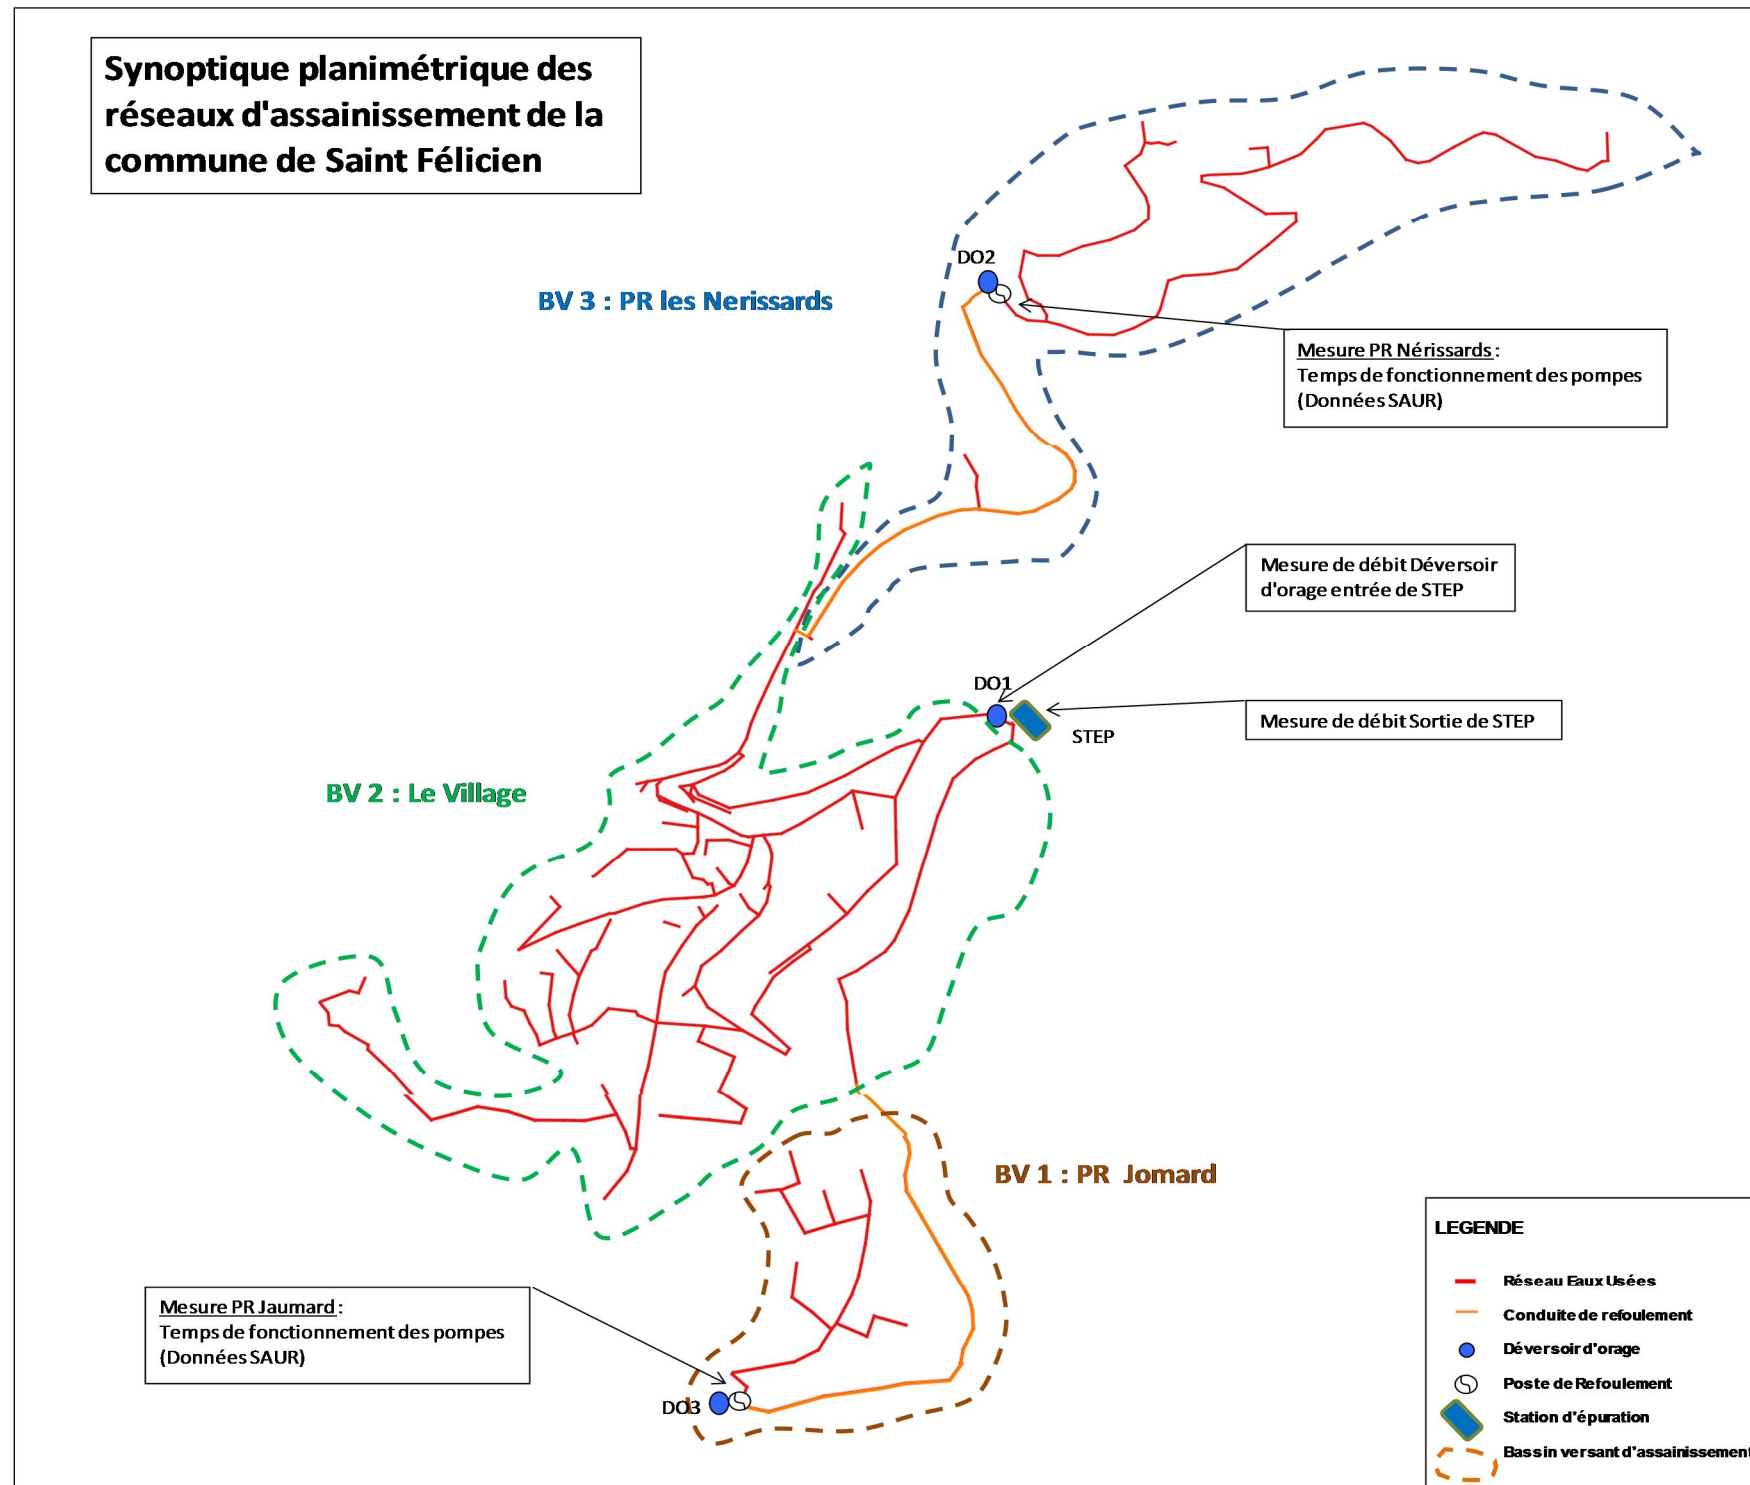 Synoptique planimétrique des
réseaux d'assainissement de la
commune de Saint Félicien
DO2
BV 3 : PR les Nerissards
Mesure PR Nérissards :
Temps de fonctionnement des pompes
(Données SAUR)
Mesure de débit Déversoir
d'orage entrée de STEP
DO1
Mesure de débit Sortie de STEP
STEP
BV 2 : Le Village
BV 1 : PR Jomard
Mesure PR Jaumard :
Temps de fonctionnement des pompes
(Données SAUR)
DO3
LEGENDE
Réseau Eaux Usées
Conduite de refoulement
Déversoir d'orage
Poste de Refoulement
Station d'épuration
Bassin versant d'assainissement